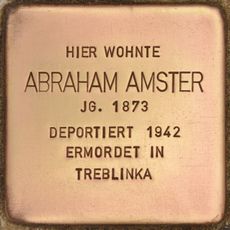 HIER WOHNTE
ABRAHAM AMSTER
JG. 1873
DEPORTIERT 1942
ERMORDET IN
TREBLINKA